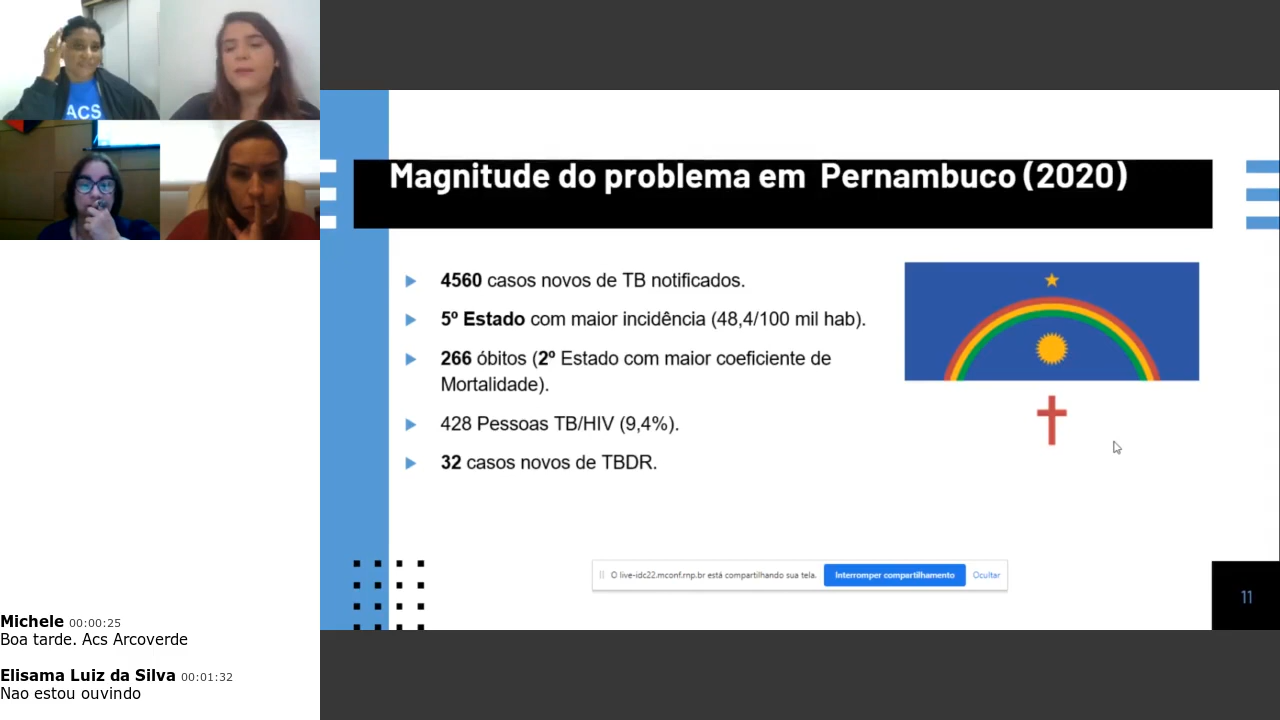 ACS
Magnitude do problema em Pernambuco (2020)
4560 casos novos de TB notificados.
5º Estado com maior incidência (48,4/100 mil hab).
266 óbitos (2º Estado com maior coeficiente de
Mortalidade).
428 Pessoas TB/HIV (9,4%).
32 casos novos de TBDR.
O live-idc22.mconf.rnp.br está compartilhando sua tela.
Interromper compartilhamento
Ocultar
11
Michele 00:00:25
Boa tarde. Acs Arcoverde
Elisama Luiz da Silva 00:01:32
Nao estou ouvindo